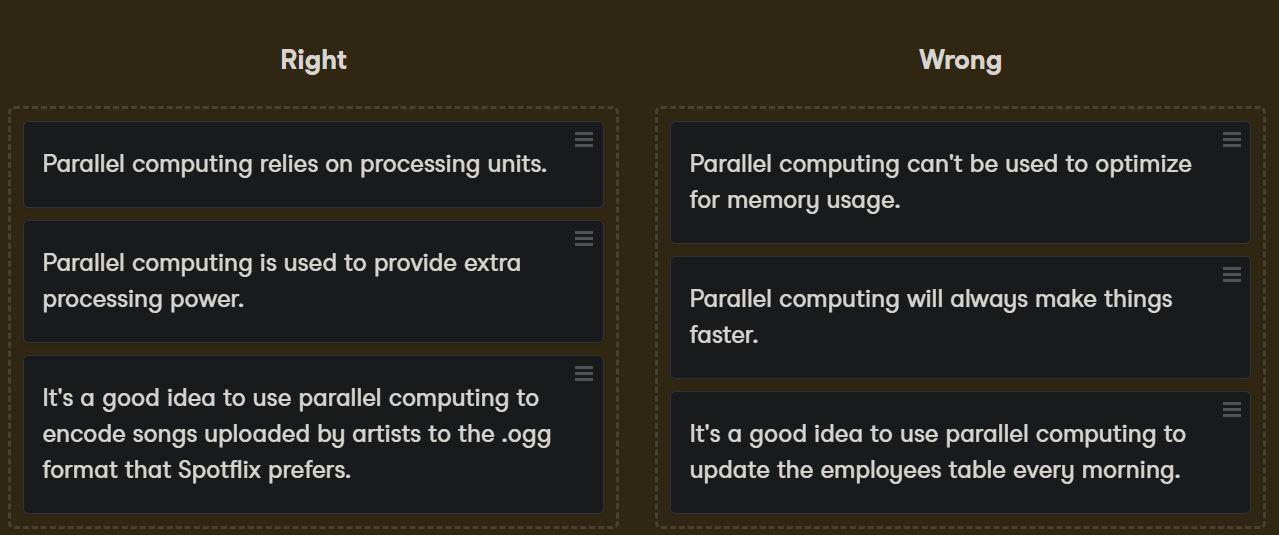 Right
Parallel computing relies on processing units.
Parallel computing is used to provide extra
processing power.
It's a good idea to use parallel computing to
encode songs uploaded by artists to the .ogg
format that Spotflix prefers.
Wrong
Parallel computing can't be used to optimize
for memory usage.
Parallel computing will always make things
faster.
It's a good idea to use parallel computing to
update the employees table every morning.